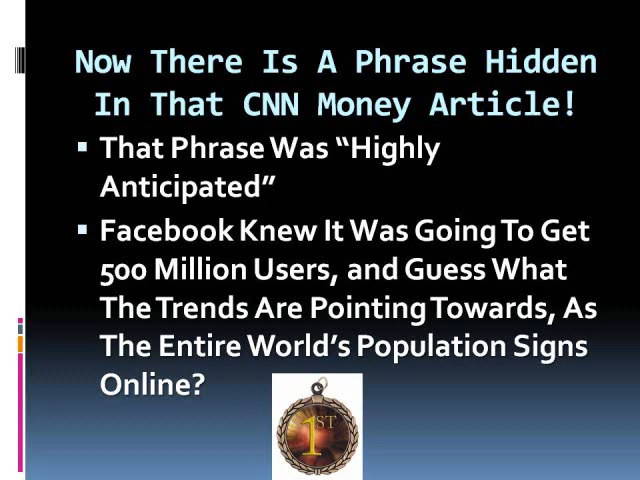 Now There Is A Phrase Hidden
In That CNN Money Article!
That Phrase Was “Highly
Anticipated”
Facebook Knew It Was Going To Get
500 Million Users, and Guess What
The Trends Are Pointing Towards, As
The Entire World’s Population Signs
Online?
1ST